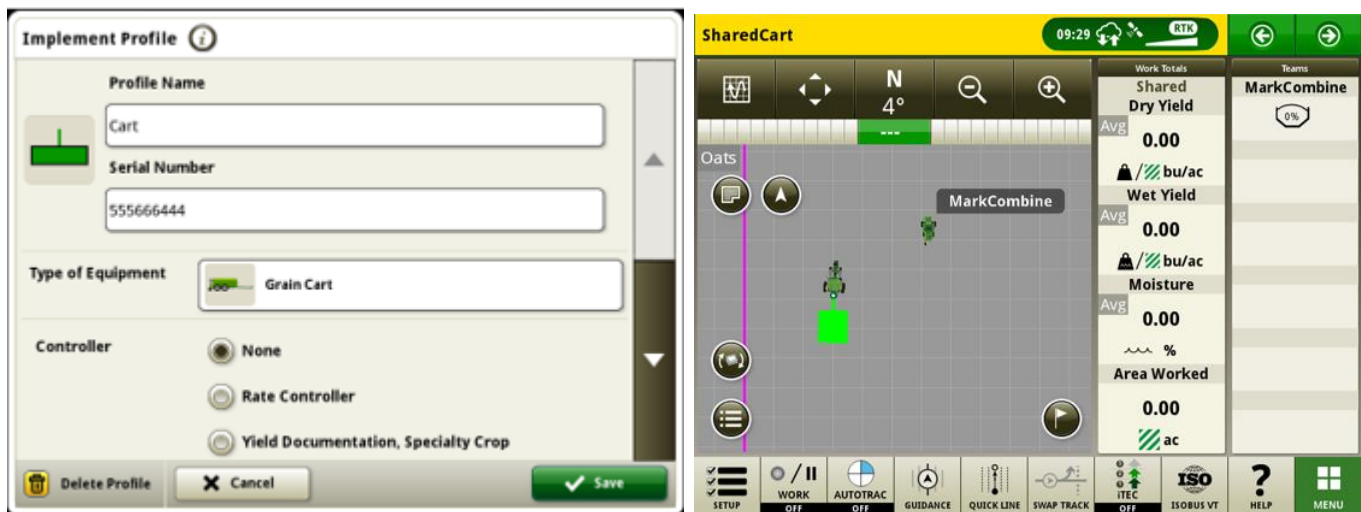 Implement Profile
Profile Name
Cart
Serial Number
555666444
Type of Equipment
Grain Cart
Controller
None
Rate Controller
Yield Documentation, Specialty Crop
Delete Profile
Cancel
Save
SharedCart
09:29
RTK
N
4°
---
Oats
MarkCombine
Work Totals
Shared
Dry Yield
Avg
0.00
/ bu/ac
Wet Yield
Avg
0.00
/ bu/ac
Moisture
Avg
0.00
%
Area Worked
0.00
ac
Teams
MarkCombine
0%
SETUP
WORK
OFF
AUTOTRAC
OFF
GUIDANCE
QUICK LINE
SWAP TRACK
iTEC
OFF
ISO
ISOBUS VT
?
HELP
MENU